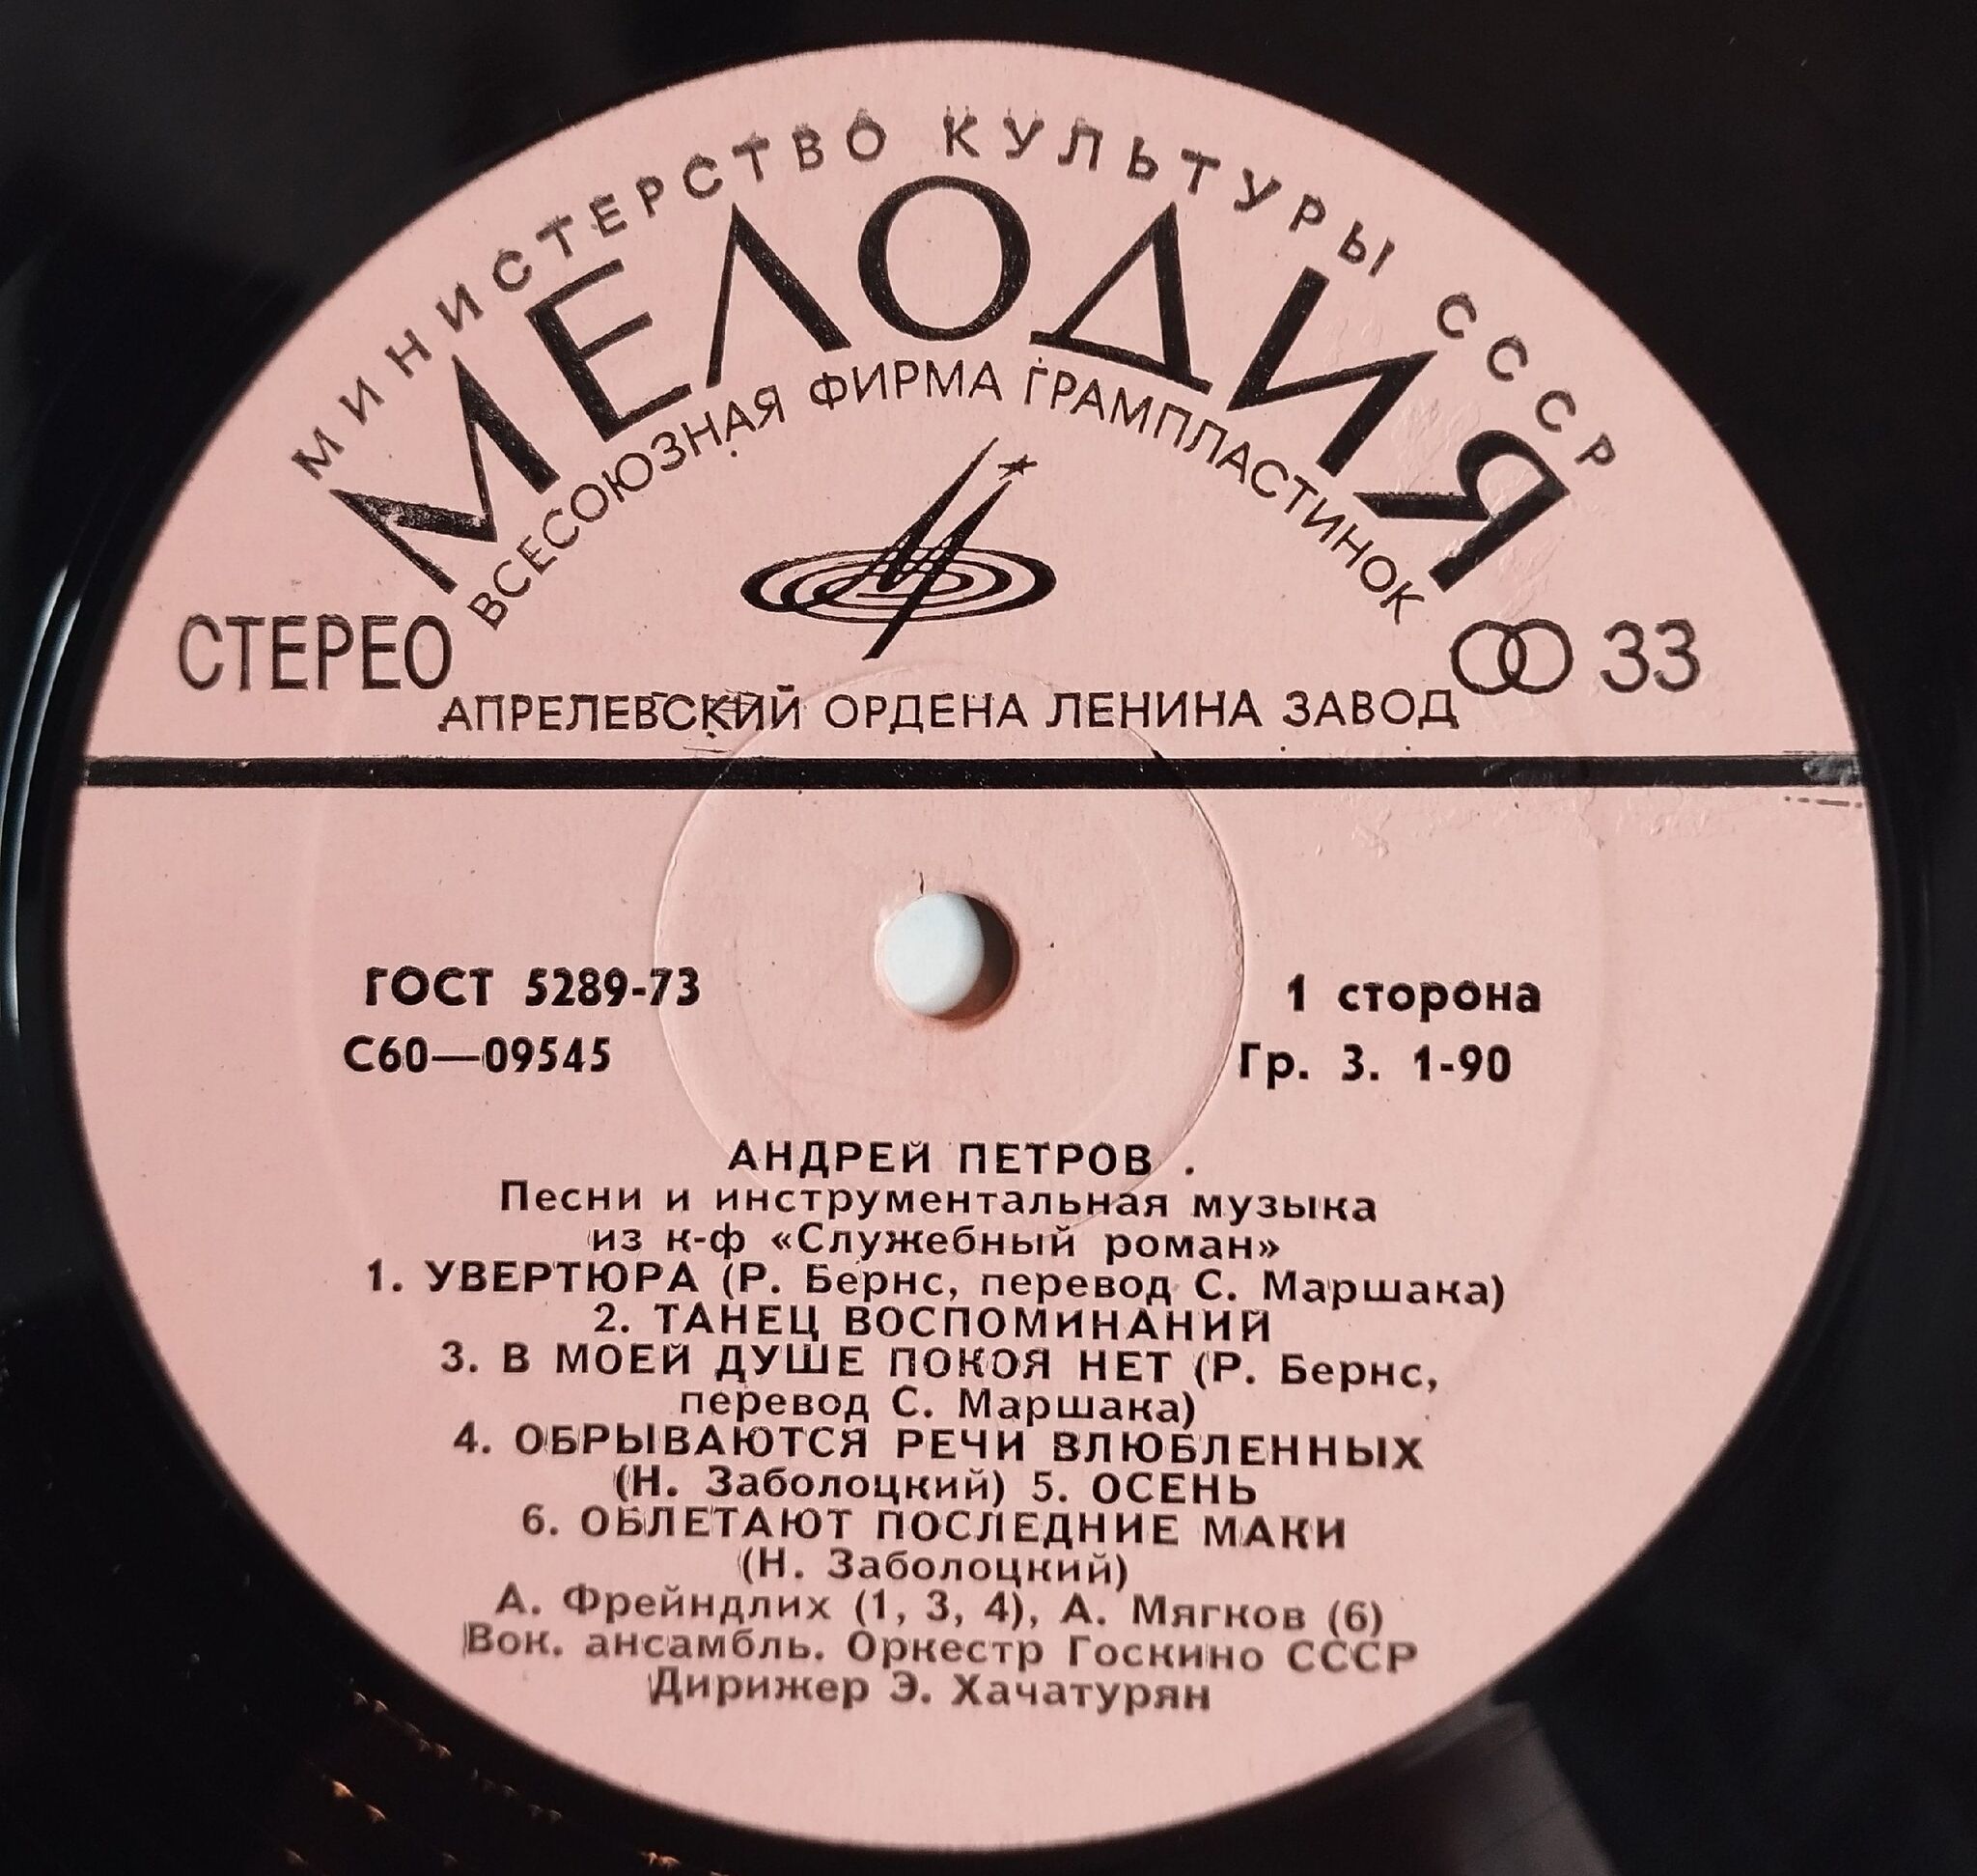 МИНИСТЕРСТВО КУЛЬТУРЫ СССР
МЕЛОДИЯ
ВСЕСОЮЗНАЯ ФИРМА ГРАМПЛАСТИНОК
СТЕРЕО
33
АПРЕЛЕВСКИЙ ОРДЕНА ЛЕНИНА ЗАВОД
ГОСТ 5289-73
1 сторона
С60—09545
Гр. 3. 1-90
АНДРЕЙ ПЕТРОВ .
Песни и инструментальная музыка
из к-ф «Служебный роман»
1. УВЕРТЮРА (Р. Бернс, перевод С. Маршака)
2. ТАНЕЦ ВОСПОМИНАНИЙ
3. В МОЕЙ ДУШЕ ПОКОЯ НЕТ (Р. Бернс,
перевод С. Маршака)
4. ОБРЫВАЮТСЯ РЕЧИ ВЛЮБЛЕННЫХ
(Н. Заболоцкий) 5. ОСЕНЬ
6. ОБЛЕТАЮТ ПОСЛЕДНИЕ МАКИ
(Н. Заболоцкий)
А. Фрейндлих (1, 3, 4), А. Мягков (6)
Вок. ансамбль. Оркестр Госкино СССР
Дирижер Э. Хачатурян